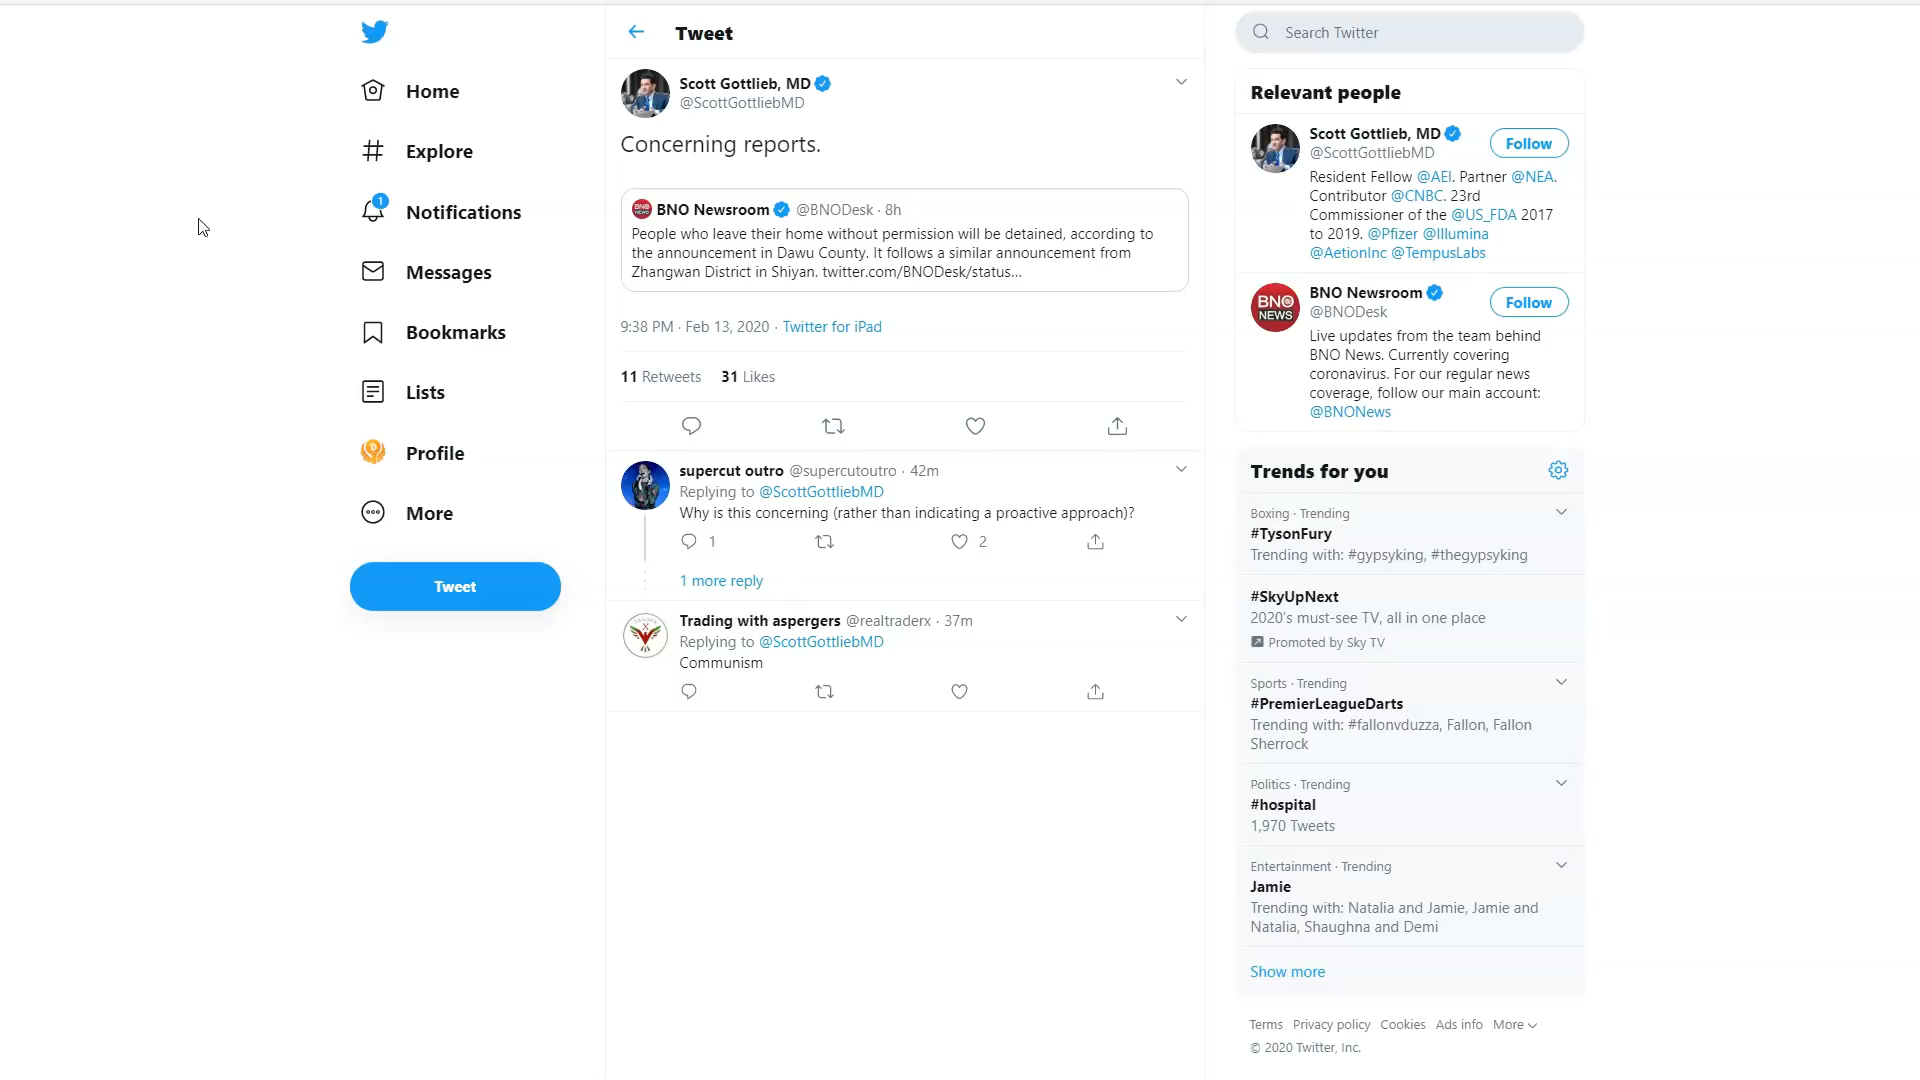 Home
Explore
1
Notifications
Messages
Bookmarks
Lists
Profile
More
Tweet
Tweet
Scott Gottlieb, MD
@ScottGottliebMD
Concerning reports.
BNO NEWS
BNO Newsroom @BNODesk · 8h
People who leave their home without permission will be detained, according to
the announcement in Dawu County. It follows a similar announcement from
Zhangwan District in Shiyan. twitter.com/BNODesk/status...
9:38 PM · Feb 13, 2020 · Twitter for iPad
11 Retweets 31 Likes
supercut outro @supercutoutro · 42m
Replying to @ScottGottliebMD
Why is this concerning (rather than indicating a proactive approach)?
1 2
1 more reply
Trading with aspergers @realtraderx · 37m
Replying to @ScottGottliebMD
Communism
Search Twitter
Relevant people
Scott Gottlieb, MD
@ScottGottliebMD
Follow
Resident Fellow @AEI. Partner @NEA.
Contributor @CNBC. 23rd
Commissioner of the @US_FDA 2017
to 2019. @Pfizer @Illumina
@AetionInc @TempusLabs
BNO
NEWS
BNO Newsroom
@BNODesk
Follow
Live updates from the team behind
BNO News. Currently covering
coronavirus. For our regular news
coverage, follow our main account:
@BNONews
Trends for you
Boxing · Trending
#TysonFury
Trending with: #gypsyking, #thegypsyking
#SkyUpNext
2020's must-see TV, all in one place
Promoted by Sky TV
Sports · Trending
#PremierLeagueDarts
Trending with: #fallonvduzza, Fallon, Fallon
Sherrock
Politics · Trending
#hospital
1,970 Tweets
Entertainment · Trending
Jamie
Trending with: Natalia and Jamie, Jamie and
Natalia, Shaughna and Demi
Show more
Terms Privacy policy Cookies Ads info More
© 2020 Twitter, Inc.